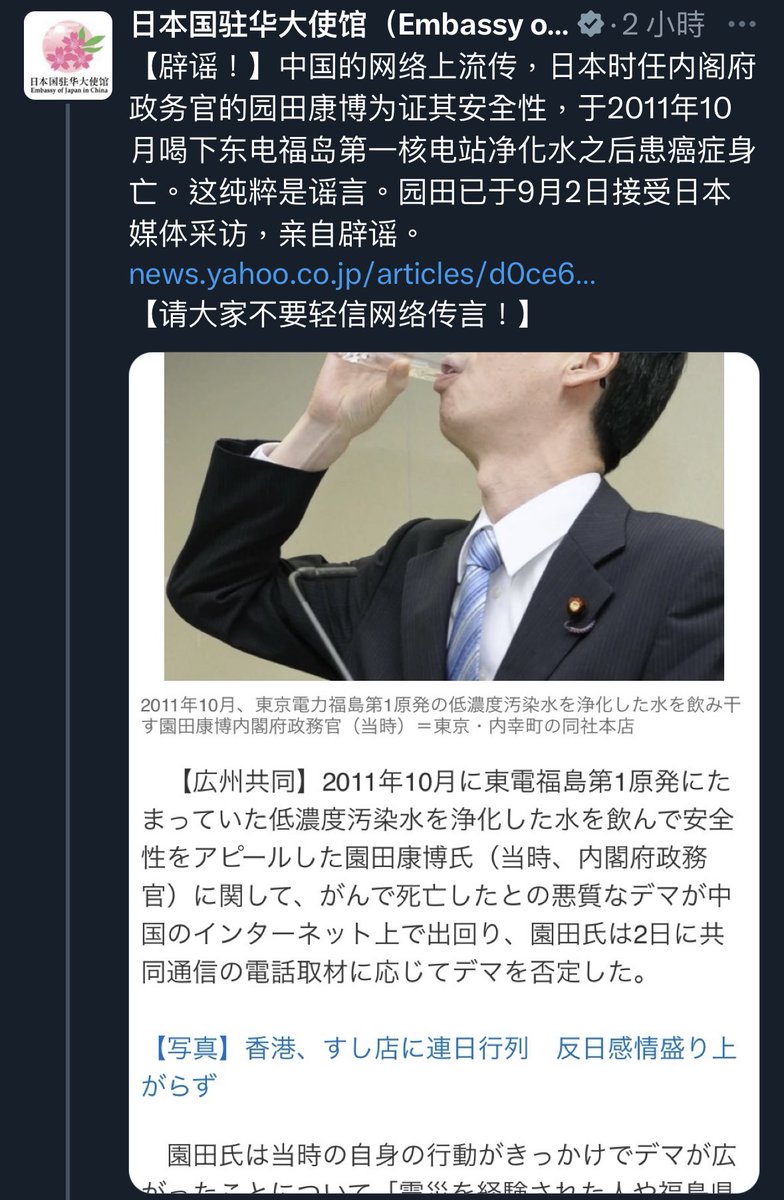 日本国驻华大使馆
Embassy of Japan in China
日本国驻华大使馆（Embassy o... · 2 小時 ...
【辟谣！】中国的网络上流传，日本时任内阁府
政务官的园田康博为证其安全性，于2011年10
月喝下东电福岛第一核电站净化水之后患癌症身
亡。这纯粹是谣言。园田已于9月2日接受日本
媒体采访，亲自辟谣。
news.yahoo.co.jp/articles/d0ce6...
【请大家不要轻信网络传言！】
2011年10月、東京電力福島第1原発の低濃度汚染水を浄化した水を飲み干
す園田康博内閣府政務官（当時）＝東京・内幸町の同社本店
【広州共同】2011年10月に東電福島第1原発にた
まっていた低濃度汚染水を浄化した水を飲んで安全
性をアピールした園田康博氏（当時、内閣府政務
官）に関して、がんで死亡したとの悪質なデマが中
国のインターネット上で出回り、園田氏は2日に共
同通信の電話取材に応じてデマを否定した。
【写真】香港、すし店に連日行列　反日感情盛り上
がらず
園田氏は当時の自身の行動がきっかけでデマが広
がったことについて「震災を経験された人や福島県